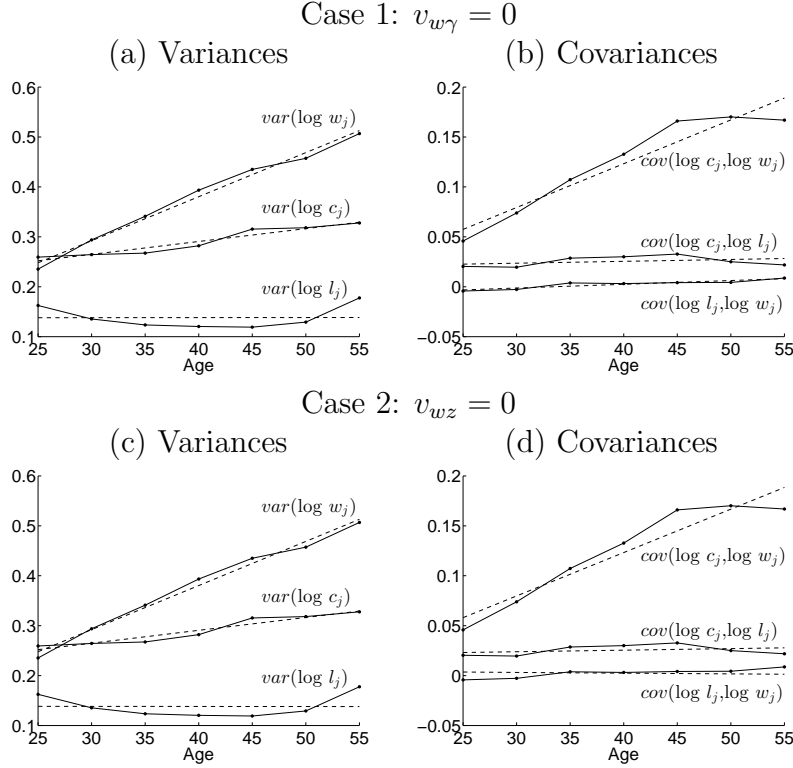 Case 1: $v_{w\gamma} = 0$
(a) Variances
0.6
0.5
0.4
0.3
0.2
0.1
25 30 35 40 45 50 55
Age
var(log $w_j$)
var(log $c_j$)
var(log $l_j$)
(b) Covariances
0.2
0.15
0.1
0.05
0
−0.05
25 30 35 40 45 50 55
Age
cov(log $c_j$,log $w_j$)
cov(log $c_j$,log $l_j$)
cov(log $l_j$,log $w_j$)
Case 2: $v_{wz} = 0$
(c) Variances
0.6
0.5
0.4
0.3
0.2
0.1
25 30 35 40 45 50 55
Age
var(log $w_j$)
var(log $c_j$)
var(log $l_j$)
(d) Covariances
0.2
0.15
0.1
0.05
0
−0.05
25 30 35 40 45 50 55
Age
cov(log $c_j$,log $w_j$)
cov(log $c_j$,log $l_j$)
cov(log $l_j$,log $w_j$)